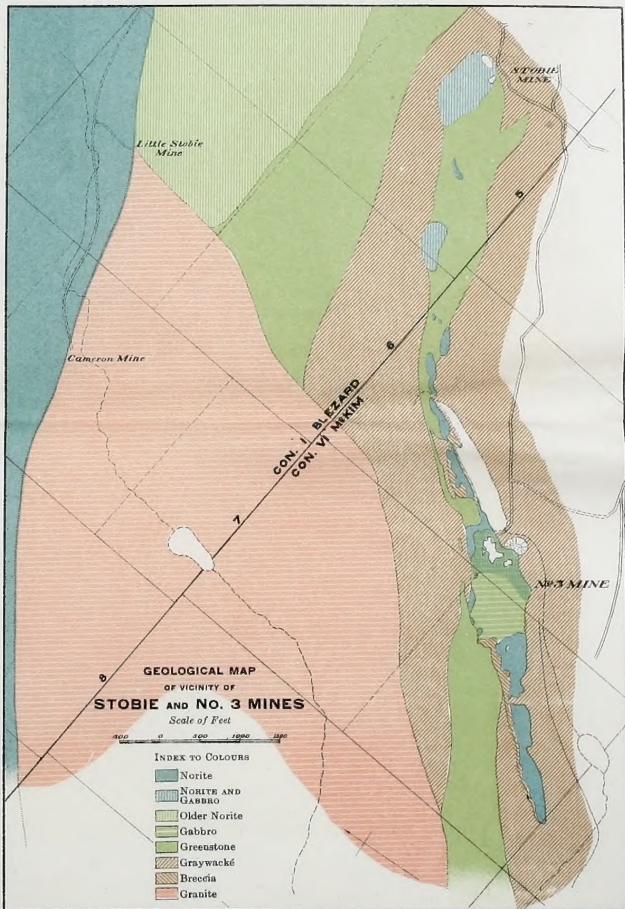 STOBIE
MINE
Little Stobie
Mine
5
6
Cameron Mine
CON. I BLEZARD
CON. VI McKIM
7
No 3 MINE
8
GEOLOGICAL MAP
OF VICINITY OF
STOBIE AND No. 3 MINES
Scale of Feet
0 500 1000
INDEX TO COLOURS
Norite
NORITE AND
GABBRO
Older Norite
Gabbro
Greenstone
Graywacké
Breccia
Granite